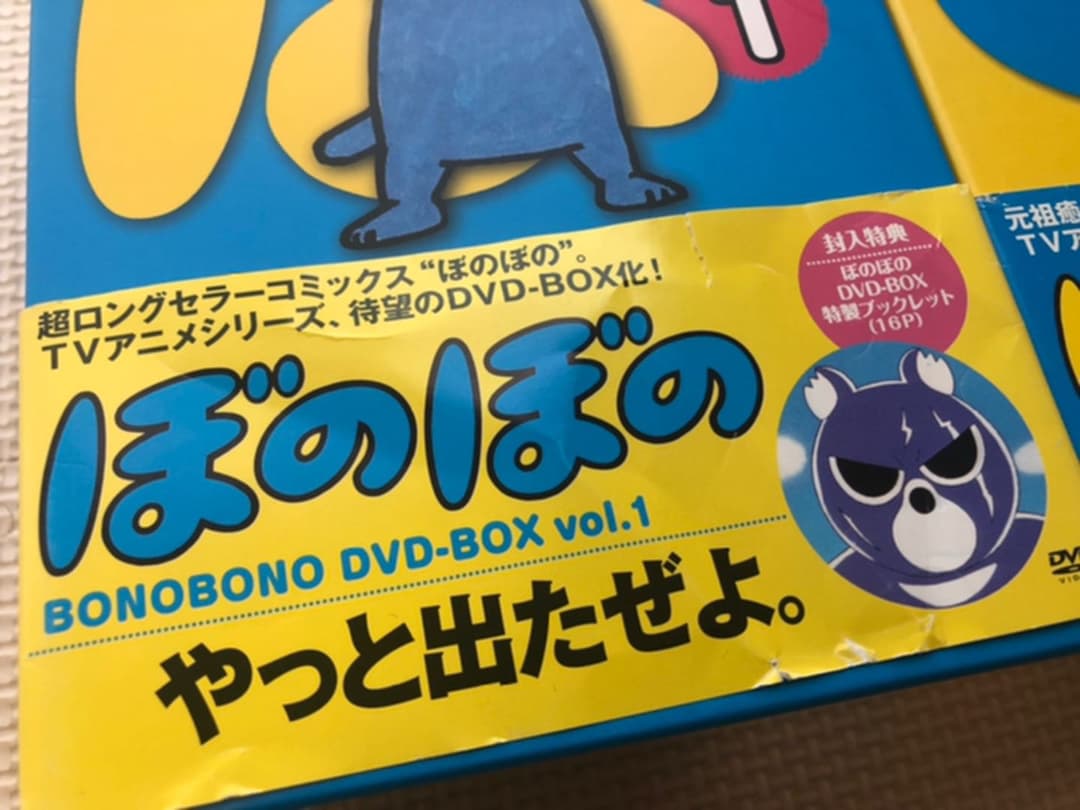 超ロングセラーコミックス“ぼのぼの”。
TVアニメシリーズ、待望のDVD-BOX化！
ぼのぼの
BONOBONO DVD-BOX vol.1
やっと出たぜよ。
封入特典
ぼのぼの
DVD-BOX
特製ブックレット
(16P)
元祖癒
TVア